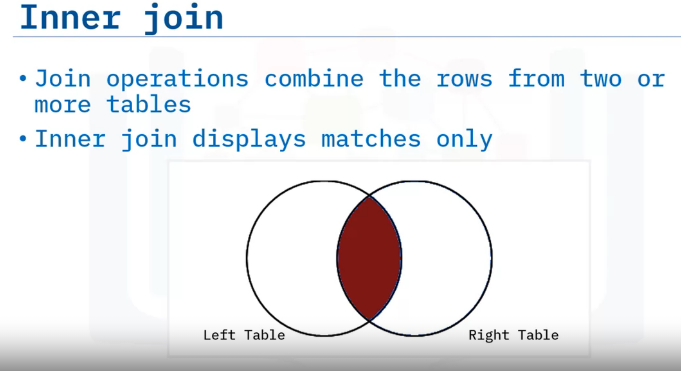 Inner join
• Join operations combine the rows from two or
more tables
• Inner join displays matches only
Left Table
Right Table